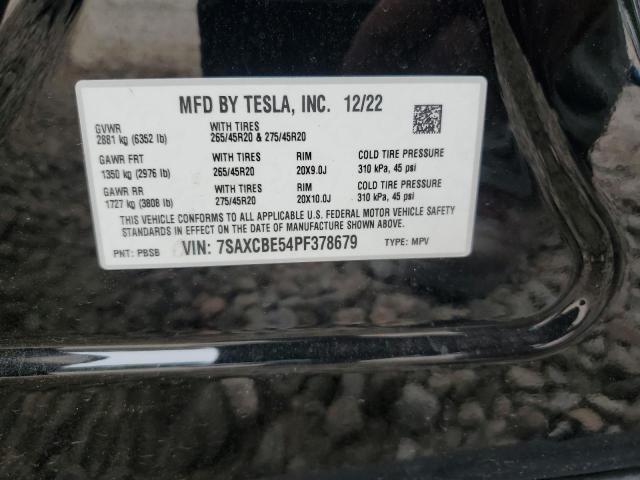 MFD BY TESLA, INC. 12/22
GVWR WITH TIRES
2881 kg (6352 lb) 265/45R20 & 275/45R20
GAWR FRT WITH TIRES RIM COLD TIRE PRESSURE
1350 kg (2976 lb) 265/45R20 20X9.0J 310 kPa, 45 psi
GAWR RR WITH TIRES RIM COLD TIRE PRESSURE
1727 kg (3808 lb) 275/45R20 20X10.0J 310 kPa, 45 psi
THIS VEHICLE CONFORMS TO ALL APPLICABLE U.S. FEDERAL MOTOR VEHICLE SAFETY
STANDARDS IN EFFECT ON THE DATE OF MANUFACTURE SHOWN ABOVE.
PNT: PBSB VIN: 7SAXCBE54PF378679 TYPE: MPV